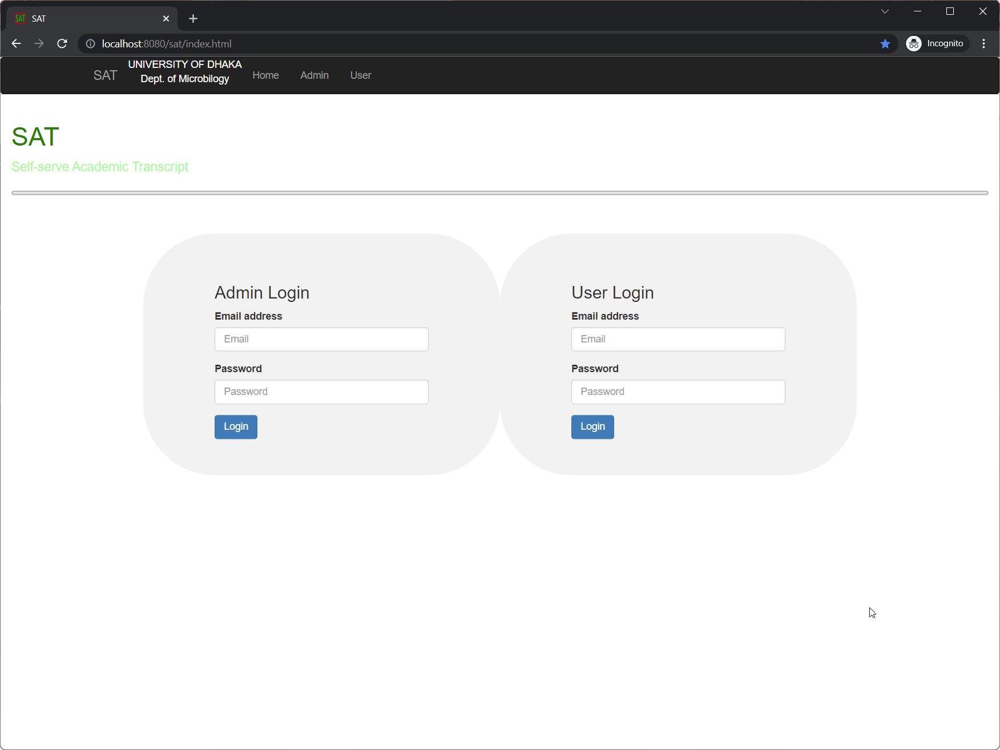 SAT SAT
localhost:8080/sat/index.html Incognito
SAT UNIVERSITY OF DHAKA
Dept. of Microbilogy Home Admin User
SAT
Self-serve Academic Transcript
Admin Login
Email address
Email
Password
Password
Login
User Login
Email address
Email
Password
Password
Login